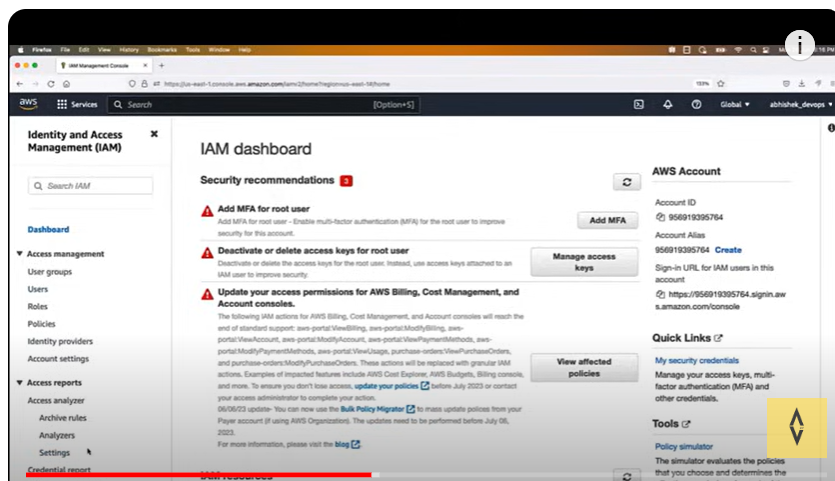 Firefox File Edit View History Bookmarks Tools Window Help
IAM Management Console
https://us-east-1.console.aws.amazon.com/iamv2/home?region=us-east-1#/home
aws Services Search [Option+S] Global abhishek_devops
Identity and Access
Management (IAM)
Search IAM
Dashboard
Access management
User groups
Users
Roles
Policies
Identity providers
Account settings
Access reports
Access analyzer
Archive rules
Analyzers
Settings
Credential report
IAM dashboard
Security recommendations 3
Add MFA for root user
Add MFA for root user - Enable multi-factor authentication (MFA) for the root user to improve
security for this account.
Add MFA
Deactivate or delete access keys for root user
Deactivate or delete the access keys for the root user. Instead, use access keys attached to an
IAM user to improve security.
Manage access
keys
Update your access permissions for AWS Billing, Cost Management, and
Account consoles.
The following IAM actions for AWS Billing, Cost Management, and Account consoles will reach the
end of standard support: aws-portal:ViewBilling, aws-portal:ModifyBilling, aws-
portal:ViewAccount, aws-portal:ModifyAccount, aws-portal:ViewPaymentMethods, aws-
portal:ModifyPaymentMethods, aws-portal:ViewUsage, purchase-orders:ViewPurchaseOrders,
and purchase-orders:ModifyPurchaseOrders. These actions will be replaced with granular IAM
actions. Examples of impacted features include AWS Cost Explorer, AWS Budgets, Billing console,
and more. To ensure you don't lose access, update your policies before July 2023 or contact
your access administrator to complete your action.
06/06/23 update- You can now use the Bulk Policy Migrator to mass update polices from your
Payer account (if using AWS Organization). The updates need to be performed before July 06,
2023.
For more information, please visit the blog
View affected
policies
IAM resources
AWS Account
Account ID
956919395764
Account Alias
956919395764 Create
Sign-in URL for IAM users in this
account
https://956919395764.signin.aw
s.amazon.com/console
Quick Links
My security credentials
Manage your access keys, multi-
factor authentication (MFA) and
other credentials.
Tools
Policy simulator
The simulator evaluates the policies
that you choose and determines the